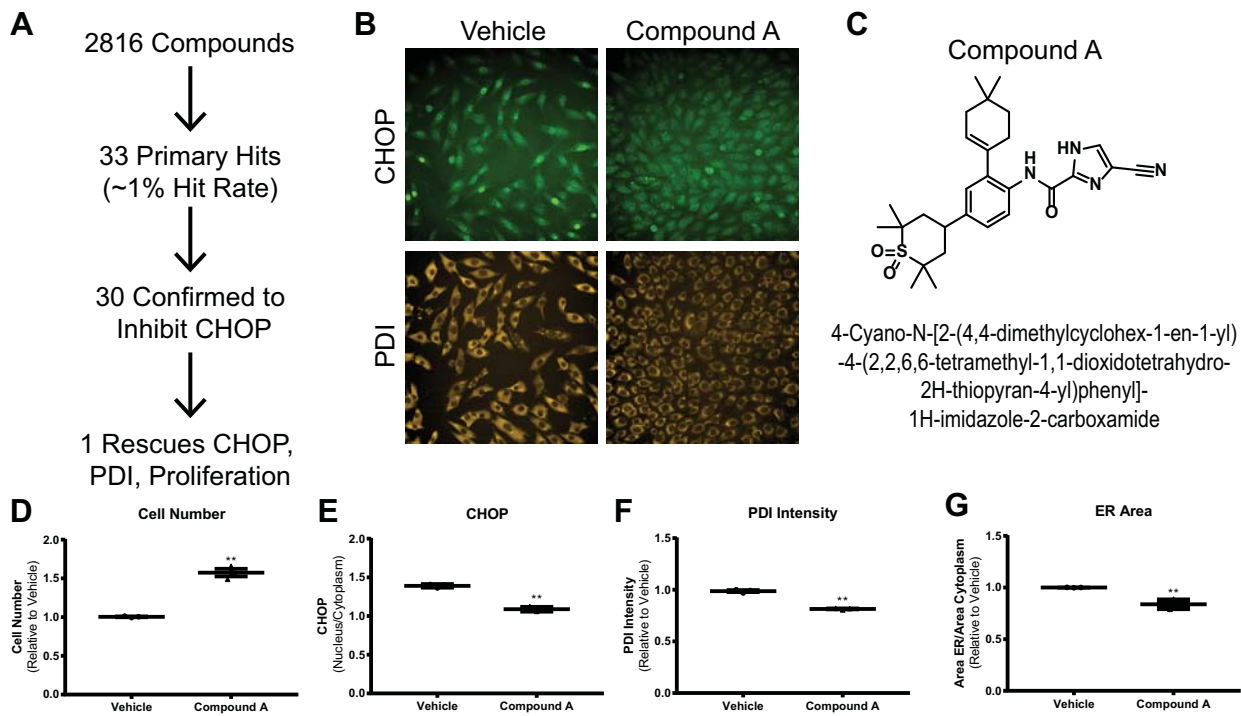 A
2816 Compounds
33 Primary Hits
(~1% Hit Rate)
30 Confirmed to
Inhibit CHOP
1 Rescues CHOP,
PDI, Proliferation
B
Vehicle
Compound A
CHOP
PDI
C
Compound A
HN
N
H
N
N
O
O
S
O
4-Cyano-N-[2-(4,4-dimethylcyclohex-1-en-1-yl)
-4-(2,2,6,6-tetramethyl-1,1-dioxidotetrahydro-
2H-thiopyran-4-yl)phenyl]-
1H-imidazole-2-carboxamide
D
Cell Number
Cell Number
(Relative to Vehicle)
2.0
1.5
1.0
0.5
0.0
**
Vehicle
Compound A
E
CHOP
CHOP
(Nucleus/Cytoplasm)
2.0
1.5
1.0
0.5
0.0
**
Vehicle
Compound A
F
PDI Intensity
PDI Intensity
(Relative to Vehicle)
1.5
1.0
0.5
0.0
**
Vehicle
Compound A
G
ER Area
Area ER/Area Cytoplasm
(Relative to Vehicle)
1.5
1.0
0.5
0.0
**
Vehicle
Compound A